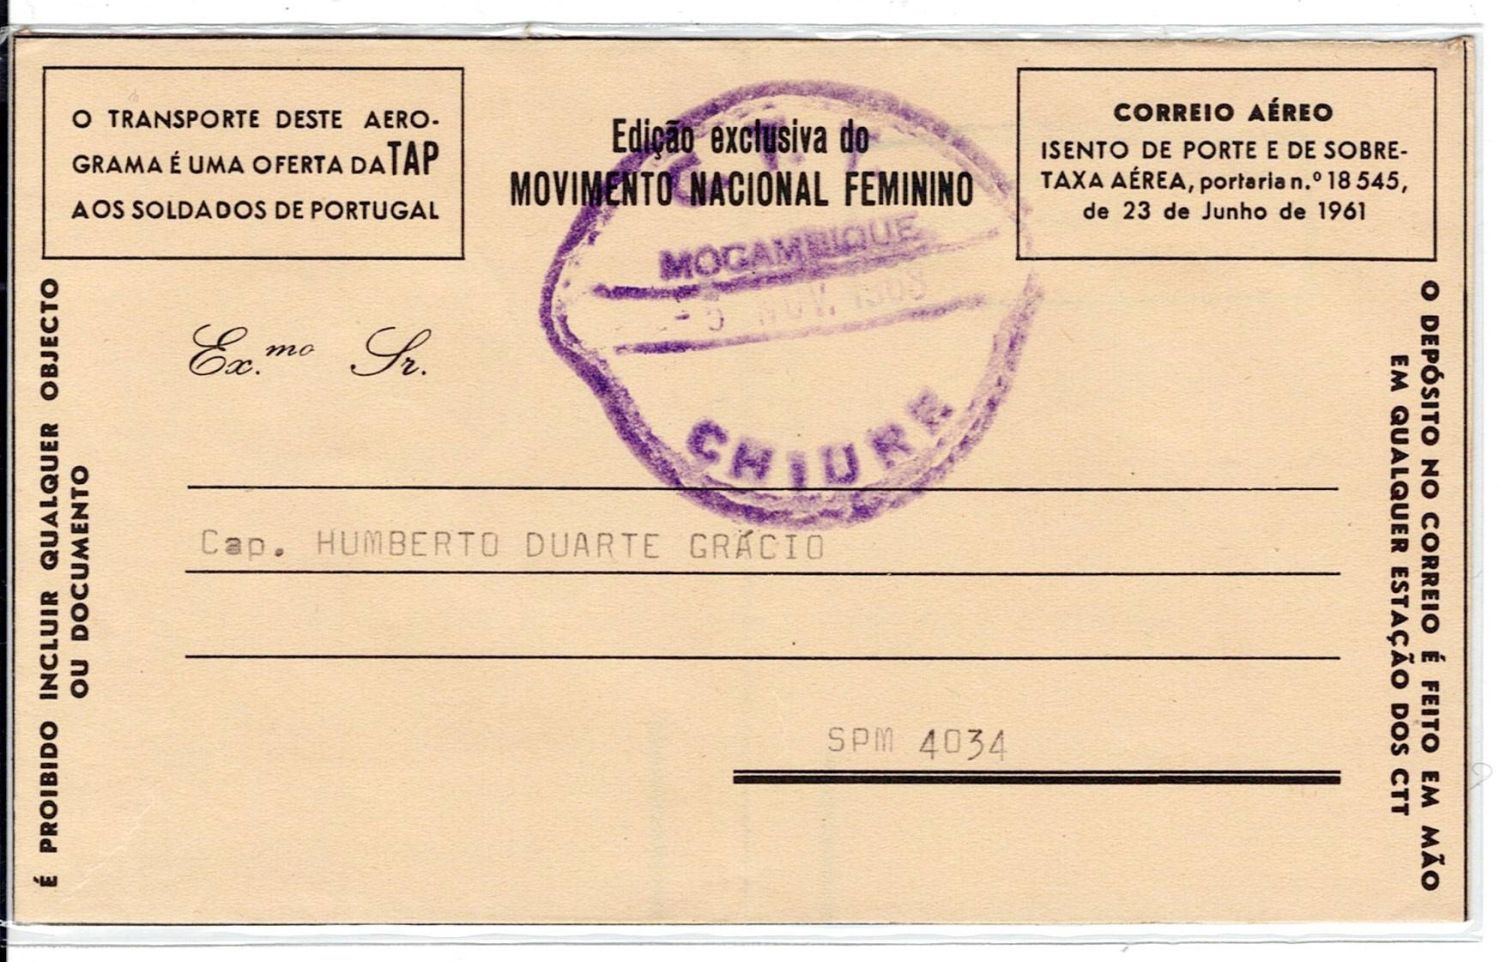 O TRANSPORTE DESTE AERO-
GRAMA É UMA OFERTA DA TAP
AOS SOLDADOS DE PORTUGAL
Edição exclusiva do
MOVIMENTO NACIONAL FEMININO
CORREIO AÉREO
ISENTO DE PORTE E DE SOBRE-
TAXA AÉREA, portaria n.º 18 545,
de 23 de Junho de 1961
MOÇAMBIQUE
NOV.
CHIURE
Ex.mo Sr.
Cap. HUMBERTO DUARTE GRÁCIO
SPM 4034
É PROIBIDO INCLUIR QUALQUER OBJECTO
OU DOCUMENTO
O DEPÓSITO NO CORREIO É FEITO EM MÃO
EM QUALQUER ESTAÇÃO DOS CTT